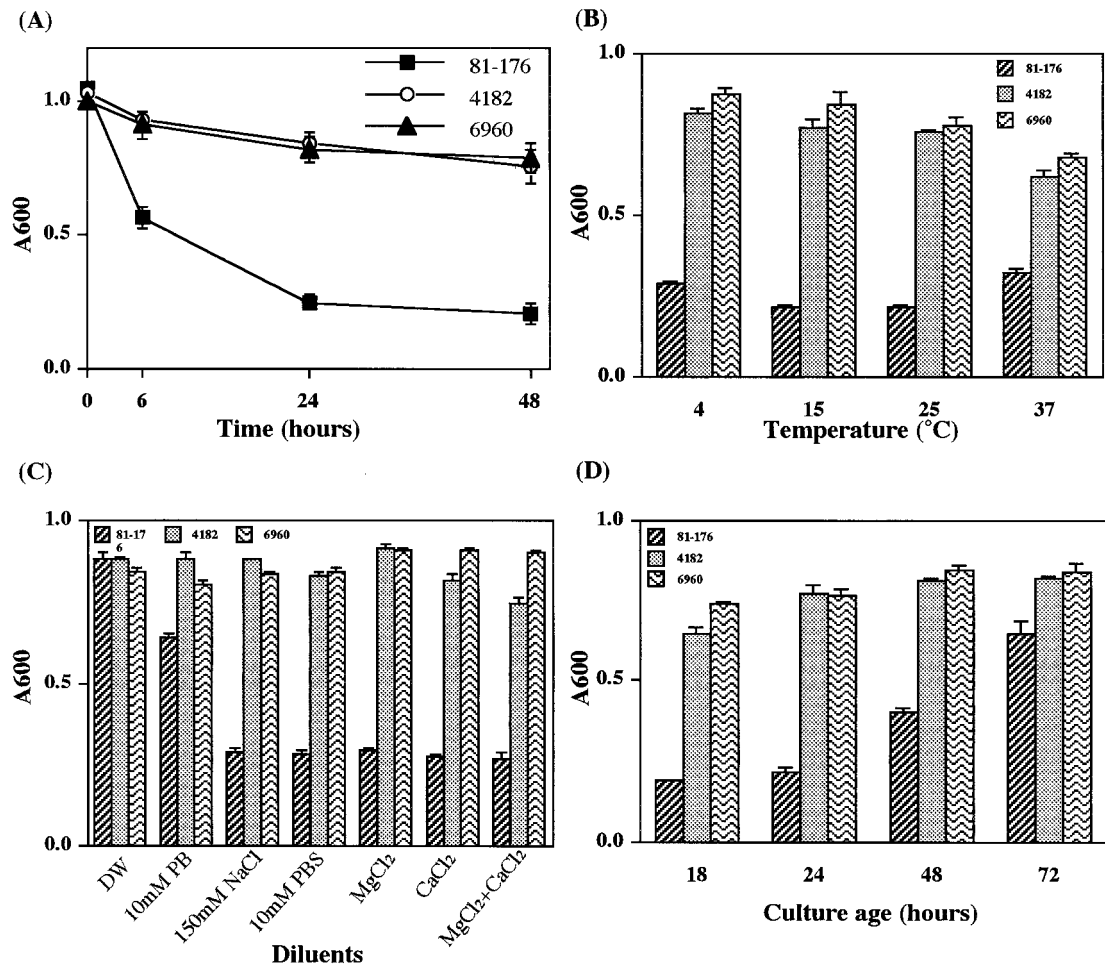 (A)
A600
1.0
0.5
0.0
81-176
4182
6960
0
6
24
48
Time (hours)
(B)
A600
1.0
0.5
0.0
81-176
4182
6960
4
15
25
37
Temperature (°C)
(C)
A600
1.0
0.5
0.0
81-17
6
4182
6960
DW
10mM PB
150mM NaCl
10mM PBS
MgCl₂
CaCl₂
MgCl₂+CaCl₂
Diluents
(D)
A600
1.0
0.5
0.0
81-176
4182
6960
18
24
48
72
Culture age (hours)